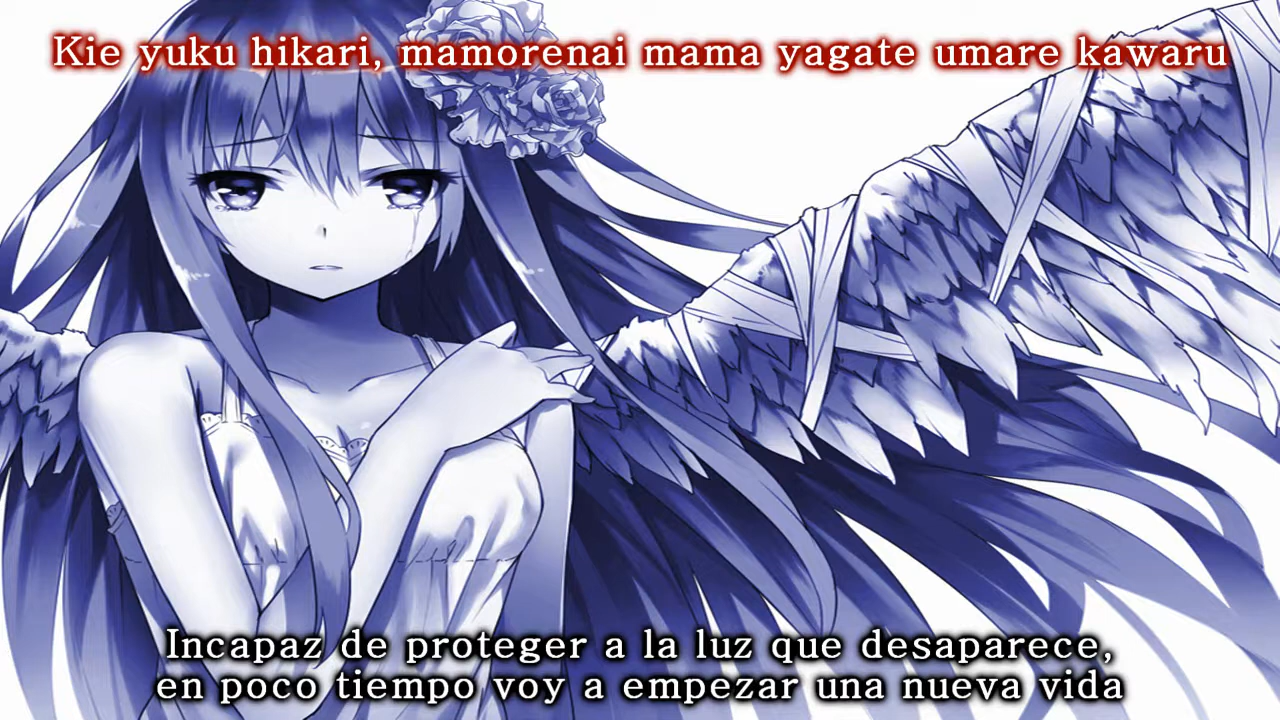 Kie yuku hikari, mamorenai mama yagate umare kawaru
Incapaz de proteger a la luz que desaparece,
en poco tiempo voy a empezar una nueva vida